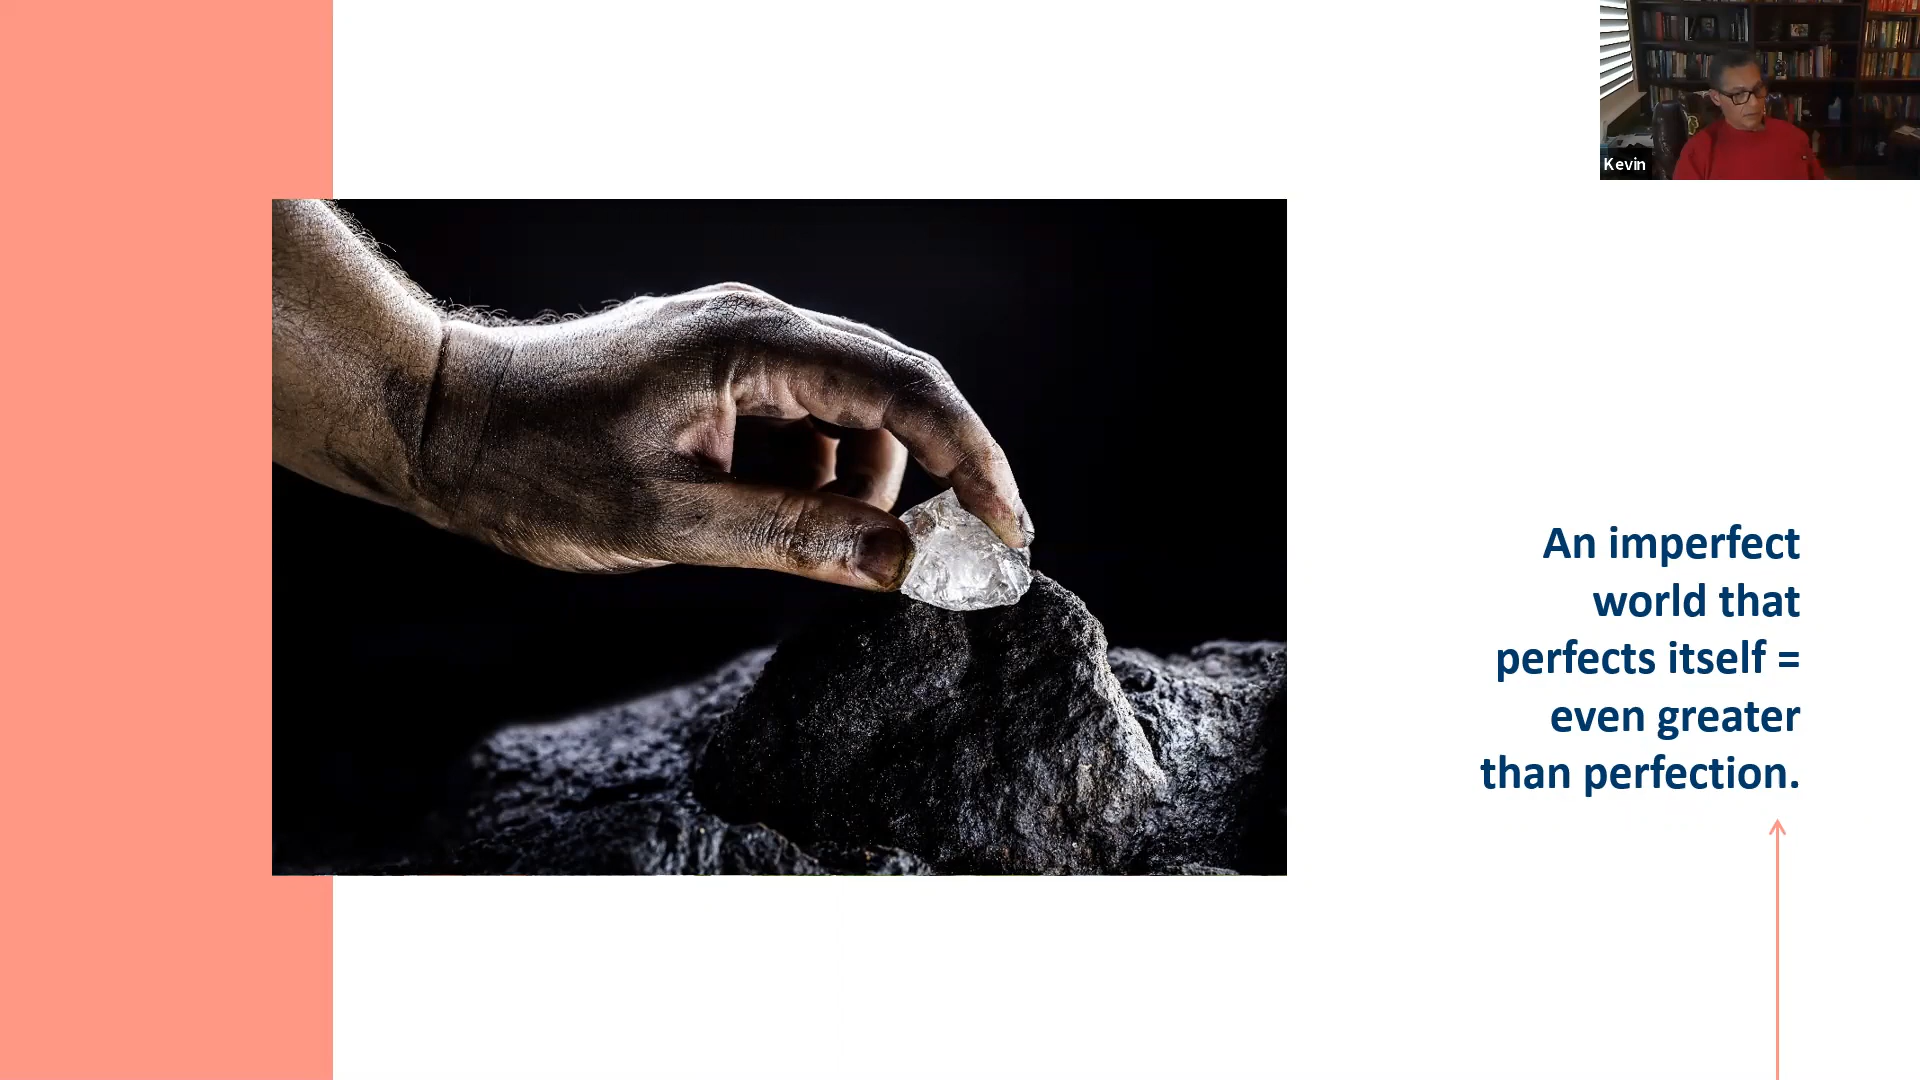 Kevin
An imperfect
world that
perfects itself =
even greater
than perfection.